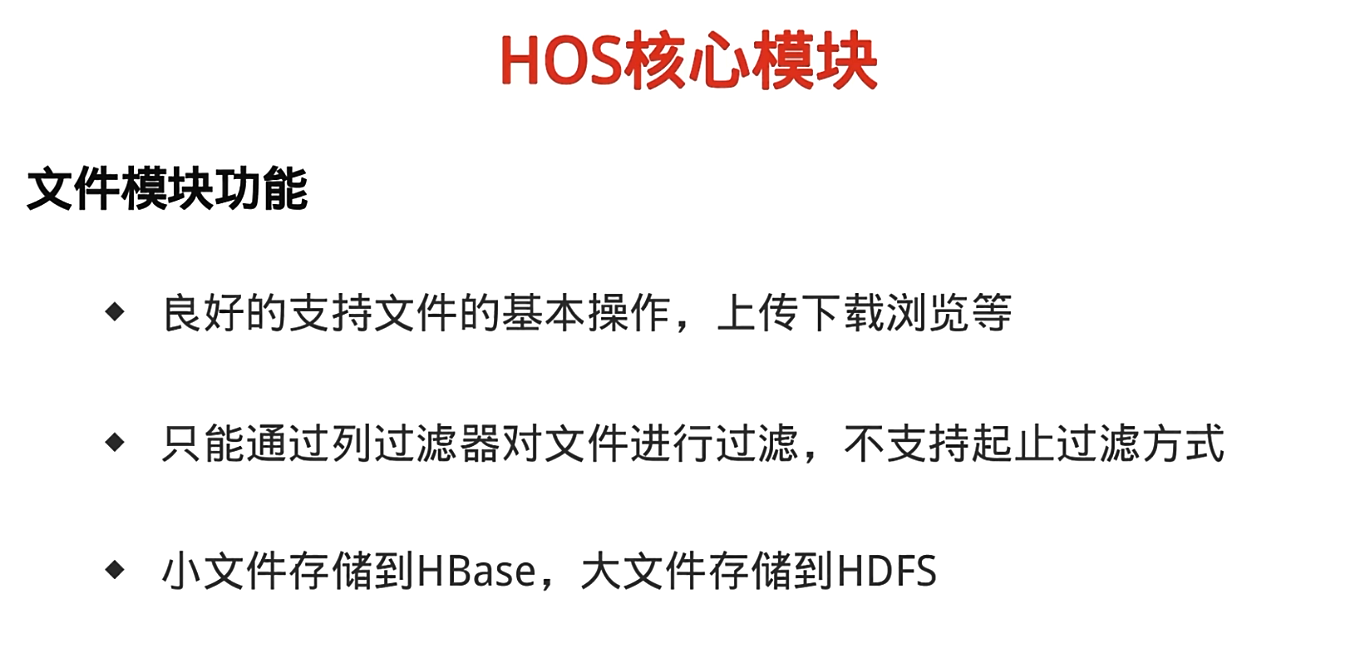 HOS核心模块
文件模块功能
◆ 良好的支持文件的基本操作，上传下载浏览等
◆ 只能通过列过滤器对文件进行过滤，不支持起止过滤方式
◆ 小文件存储到HBase，大文件存储到HDFS